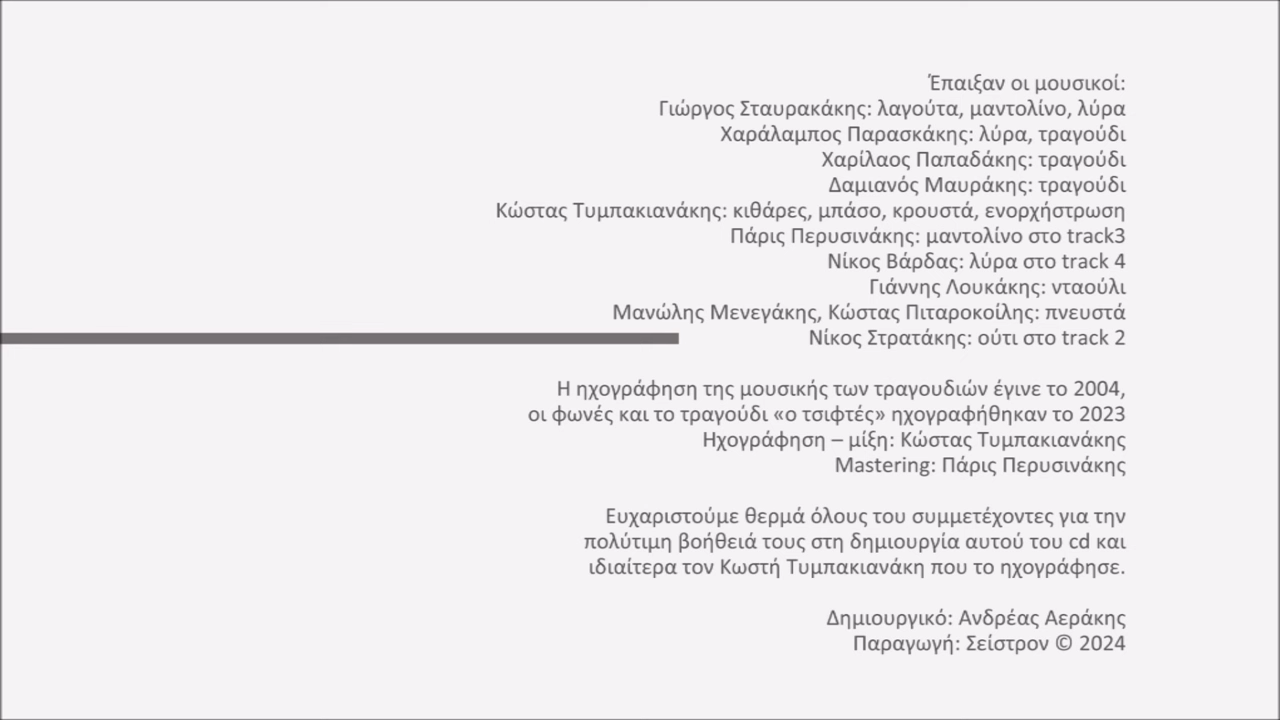 Έπαιξαν οι μουσικοί:
Γιώργος Σταυρακάκης: λαγούτα, μαντολίνο, λύρα
Χαράλαμπος Παρασκάκης: λύρα, τραγούδι
Χαρίλαος Παπαδάκης: τραγούδι
Δαμιανός Μαυράκης: τραγούδι
Κώστας Τυμπακιανάκης: κιθάρες, μπάσο, κρουστά, ενορχήστρωση
Πάρις Περυσινάκης: μαντολίνο στο track3
Νίκος Βάρδας: λύρα στο track 4
Γιάννης Λουκάκης: νταούλι
Μανώλης Μενεγάκης, Κώστας Πιταροκοίλης: πνευστά
Νίκος Στρατάκης: ούτι στο track 2
Η ηχογράφηση της μουσικής των τραγουδιών έγινε το 2004,
οι φωνές και το τραγούδι «ο τσιφτές» ηχογραφήθηκαν το 2023
Ηχογράφηση – μίξη: Κώστας Τυμπακιανάκης
Mastering: Πάρις Περυσινάκης
Ευχαριστούμε θερμά όλους του συμμετέχοντες για την
πολύτιμη βοήθειά τους στη δημιουργία αυτού του cd και
ιδιαίτερα τον Κωστή Τυμπακιανάκη που το ηχογράφησε.
Δημιουργικό: Ανδρέας Αεράκης
Παραγωγή: Σείστρον © 2024